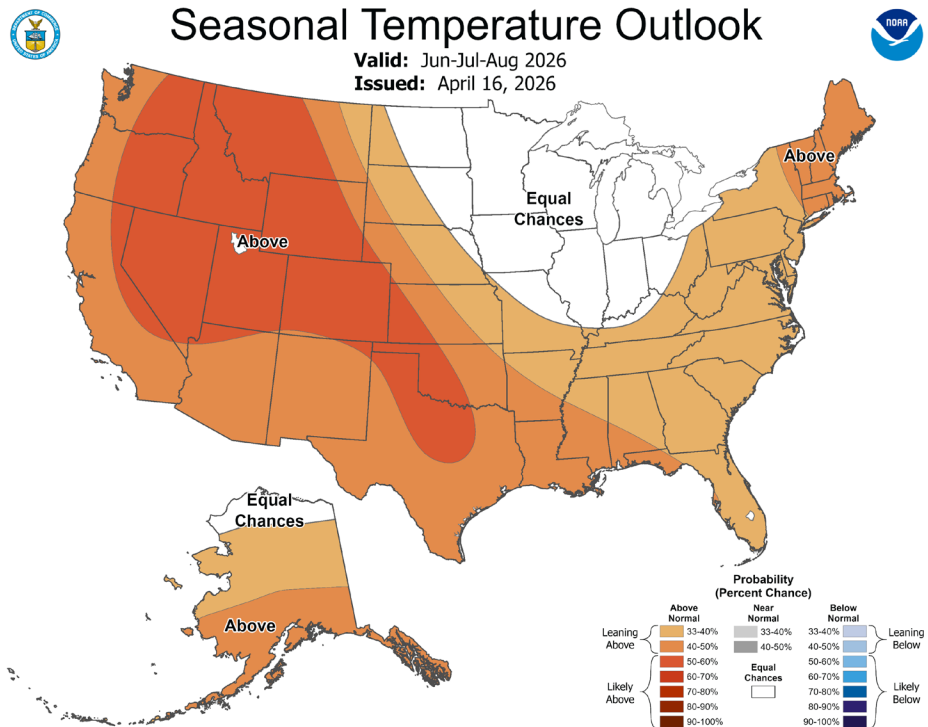 Seasonal Temperature Outlook
Valid: Jun-Jul-Aug 2026
Issued: April 16, 2026
NOAA
Above
Equal
Chances
Above
Equal
Chances
Above
Probability
(Percent Chance)
Above
Normal
Near
Normal
Below
Normal
Leaning
Above
33-40%
40-50%
Likely
Above
50-60%
60-70%
70-80%
80-90%
90-100%
33-40%
40-50%
Equal
Chances
33-40%
40-50%
Leaning
Below
50-60%
60-70%
70-80%
80-90%
90-100%
Likely
Below